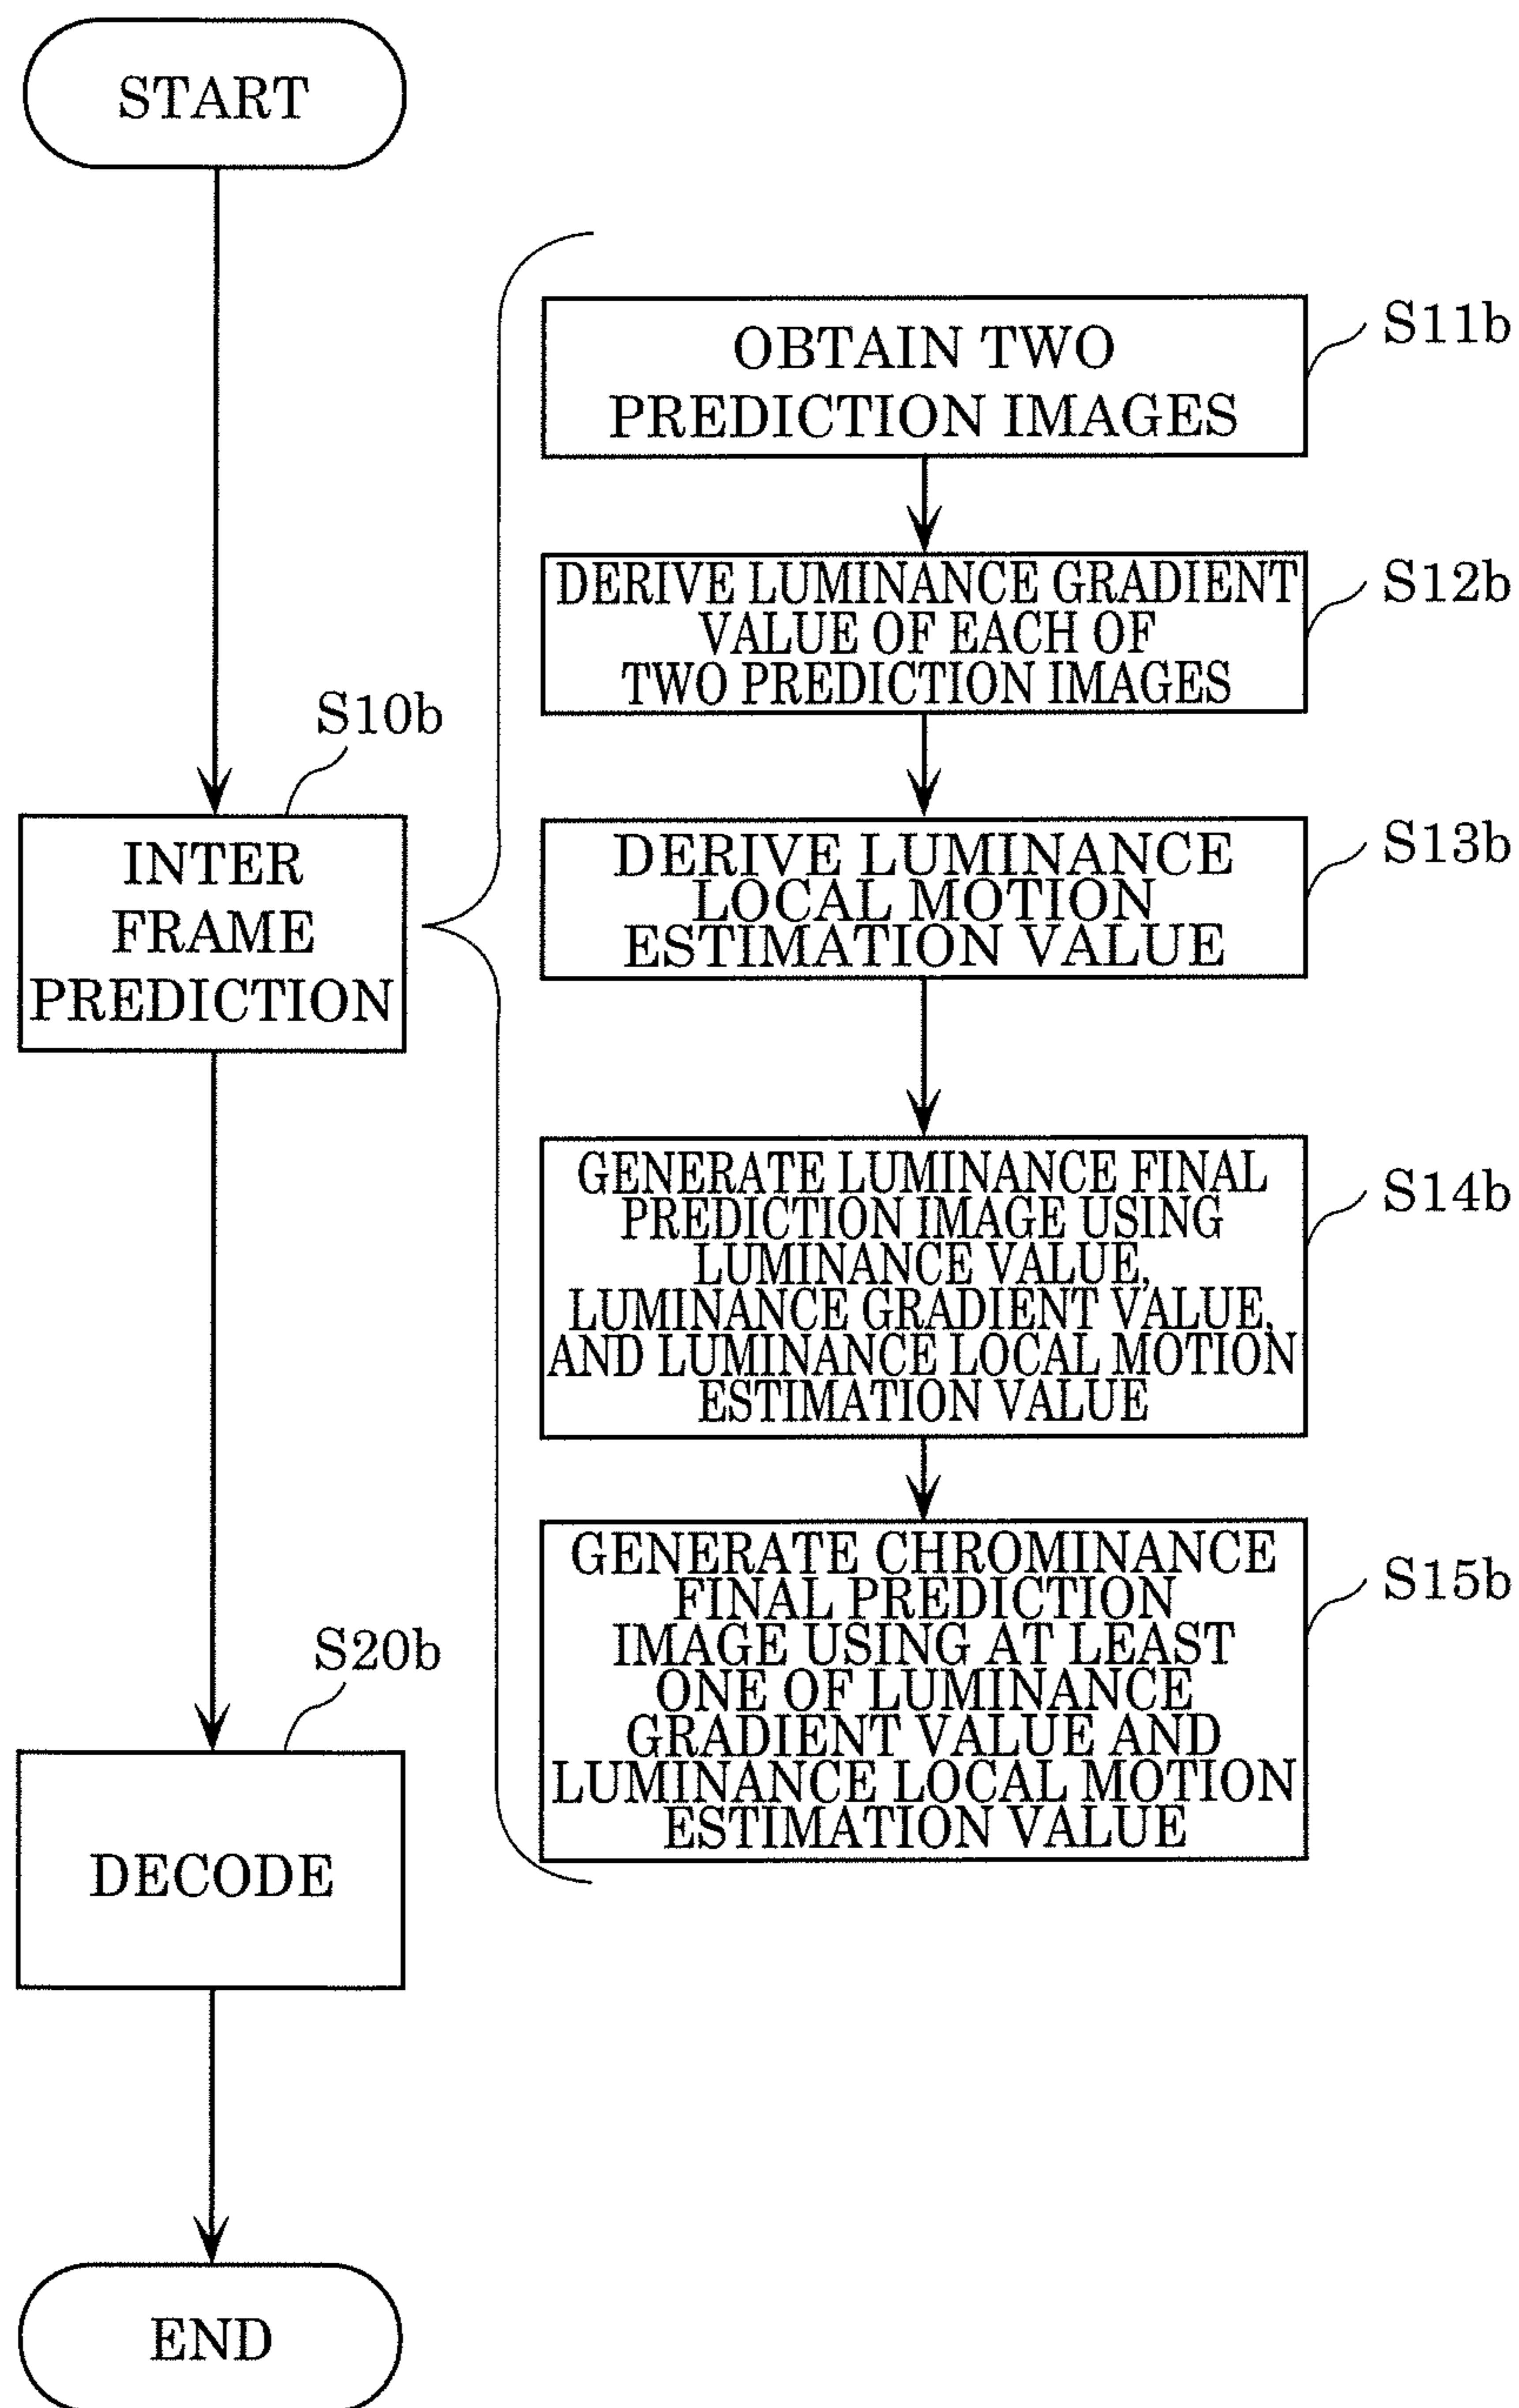 START
S10b
INTER
FRAME
PREDICTION
S11b
OBTAIN TWO
PREDICTION IMAGES
S12b
DERIVE LUMINANCE GRADIENT
VALUE OF EACH OF
TWO PREDICTION IMAGES
S13b
DERIVE LUMINANCE
LOCAL MOTION
ESTIMATION VALUE
S14b
GENERATE LUMINANCE FINAL
PREDICTION IMAGE USING
LUMINANCE VALUE,
LUMINANCE GRADIENT VALUE,
AND LUMINANCE LOCAL MOTION
ESTIMATION VALUE
S15b
GENERATE CHROMINANCE
FINAL PREDICTION
IMAGE USING AT LEAST
ONE OF LUMINANCE
GRADIENT VALUE AND
LUMINANCE LOCAL MOTION
ESTIMATION VALUE
S20b
DECODE
END